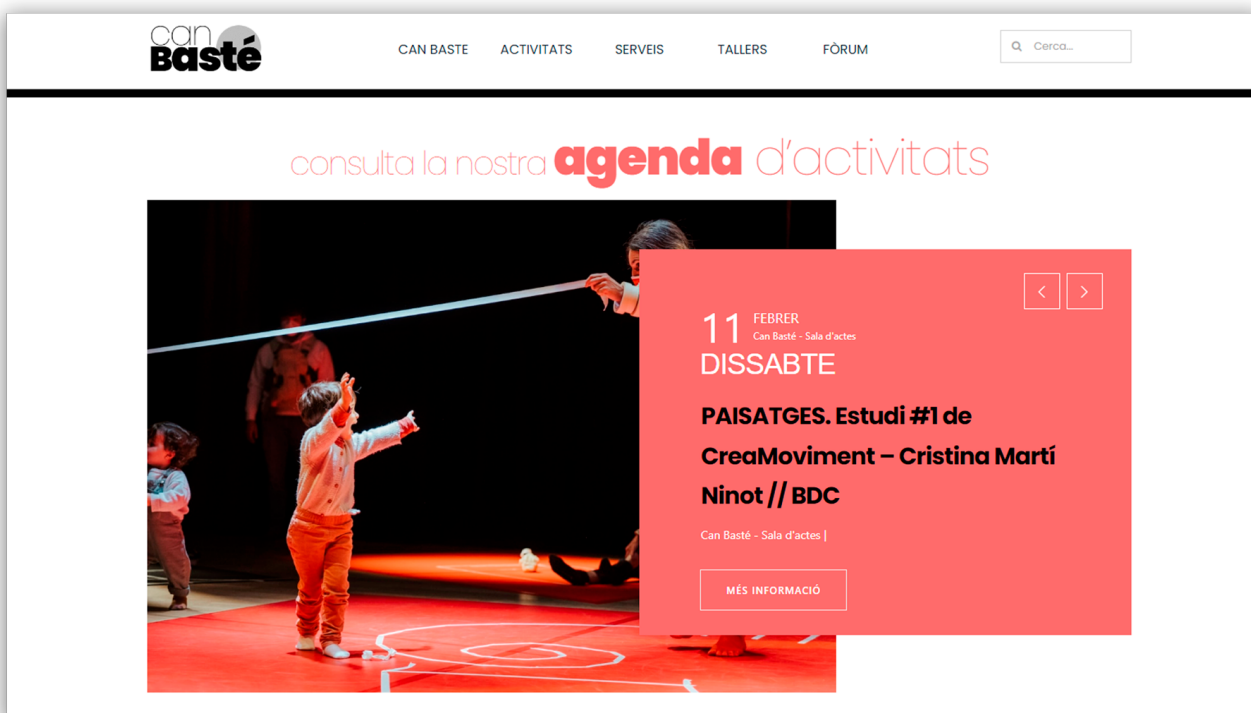 can
Basté
CAN BASTE ACTIVITATS SERVEIS TALLERS FÒRUM
Cerca...
consulta la nostra agenda d'activitats
11 FEBRER
Can Basté - Sala d'actes
DISSABTE
PAISATGES. Estudi #1 de
CreaMoviment – Cristina Martí
Ninot // BDC
Can Basté - Sala d'actes |
MÉS INFORMACIÓ